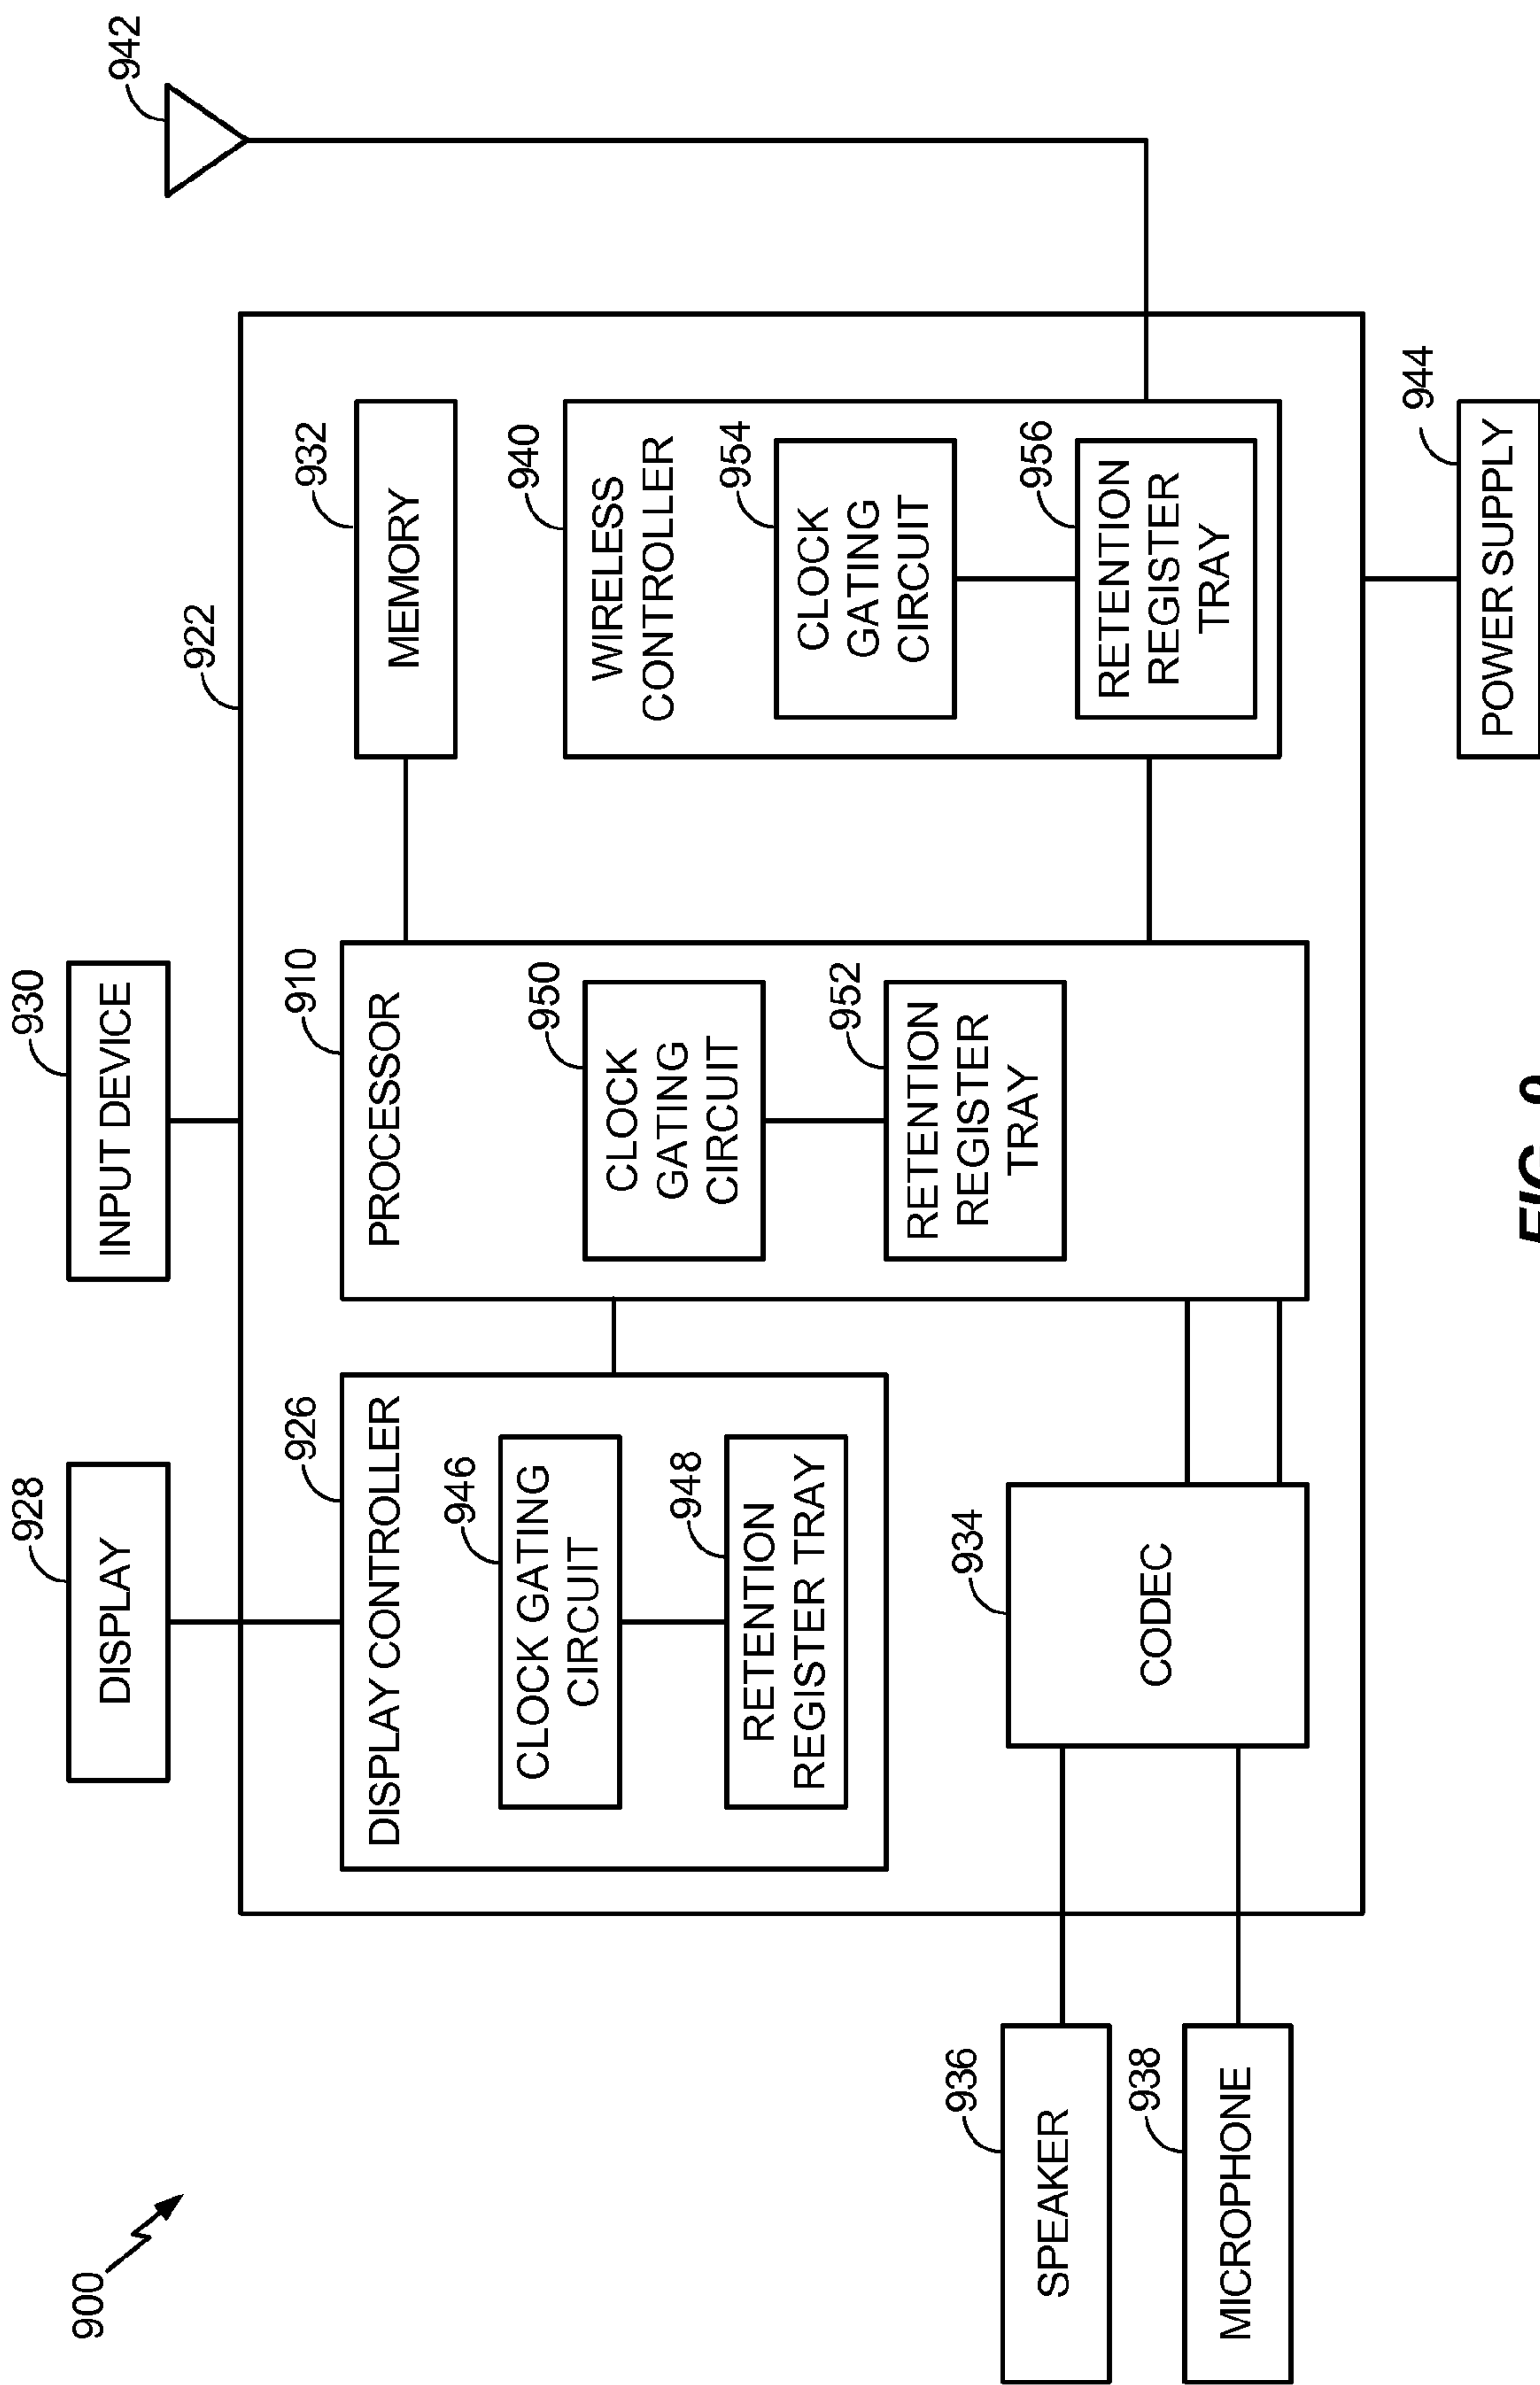 900
928
930
942
DISPLAY
INPUT DEVICE
922
926
910
932
DISPLAY CONTROLLER
PROCESSOR
MEMORY
946
CLOCK GATING
CIRCUIT
950
CLOCK
GATING
CIRCUIT
940
WIRELESS
CONTROLLER
948
RETENTION
REGISTER TRAY
952
RETENTION
REGISTER
TRAY
954
CLOCK
GATING
CIRCUIT
936
SPEAKER
934
CODEC
956
RETENTION
REGISTER
TRAY
938
MICROPHONE
944
POWER SUPPLY
FIG.